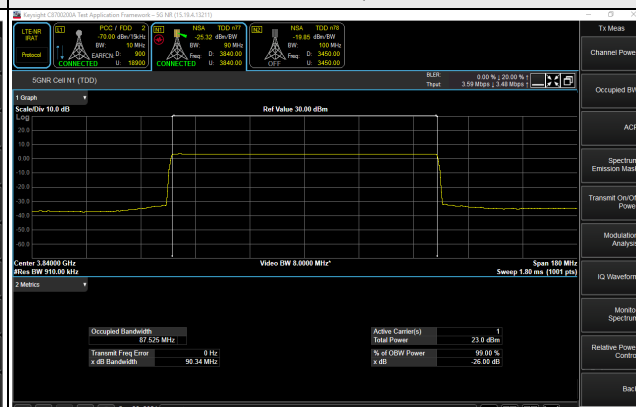 Keysight C8700200A Test Application Framework – 5G NR (15.19.4.13211)
LTE-NR
IRAT
Protocol
L1
PCC / FDD 2
-70.00 dBm/15kHz
BW: 10 MHz
EARFCN D: 900
U: 18900
CONNECTED
N1
NSA TDD n77
-25.32 dBm/BW
BW: 90 MHz
Freq: D: 3840.00
U: 3840.00
CONNECTED
N2
NSA TDD n78
-19.85 dBm/BW
BW: 100 MHz
Freq: D: 3450.00
U: 3450.00
OFF
Tx Meas
5GNR Cell N1 (TDD)
BLER: 0.00 % ↓ 20.00 % ↑
Thput: 3.59 Mbps ↓ 3.48 Mbps ↑
1 Graph
Scale/Div 10.0 dB
Ref Value 30.00 dBm
Log
20.0
10.0
0.00
-10.0
-20.0
-30.0
-40.0
-50.0
-60.0
Center 3.84000 GHz
Video BW 8.0000 MHz*
Span 180 MHz
#Res BW 910.00 kHz
Sweep 1.80 ms (1001 pts)
2 Metrics
Occupied Bandwidth
87.525 MHz
Transmit Freq Error 0 Hz
x dB Bandwidth 90.34 MHz
Active Carrier(s) 1
Total Power 23.0 dBm
% of OBW Power 99.00 %
x dB -26.00 dB
Channel Power
Occupied BW
ACP
Spectrum
Emission Mask
Transmit On/Off
Power
Modulation
Analysis
IQ Waveform
Monitor
Spectrum
Relative Power
Control
Back